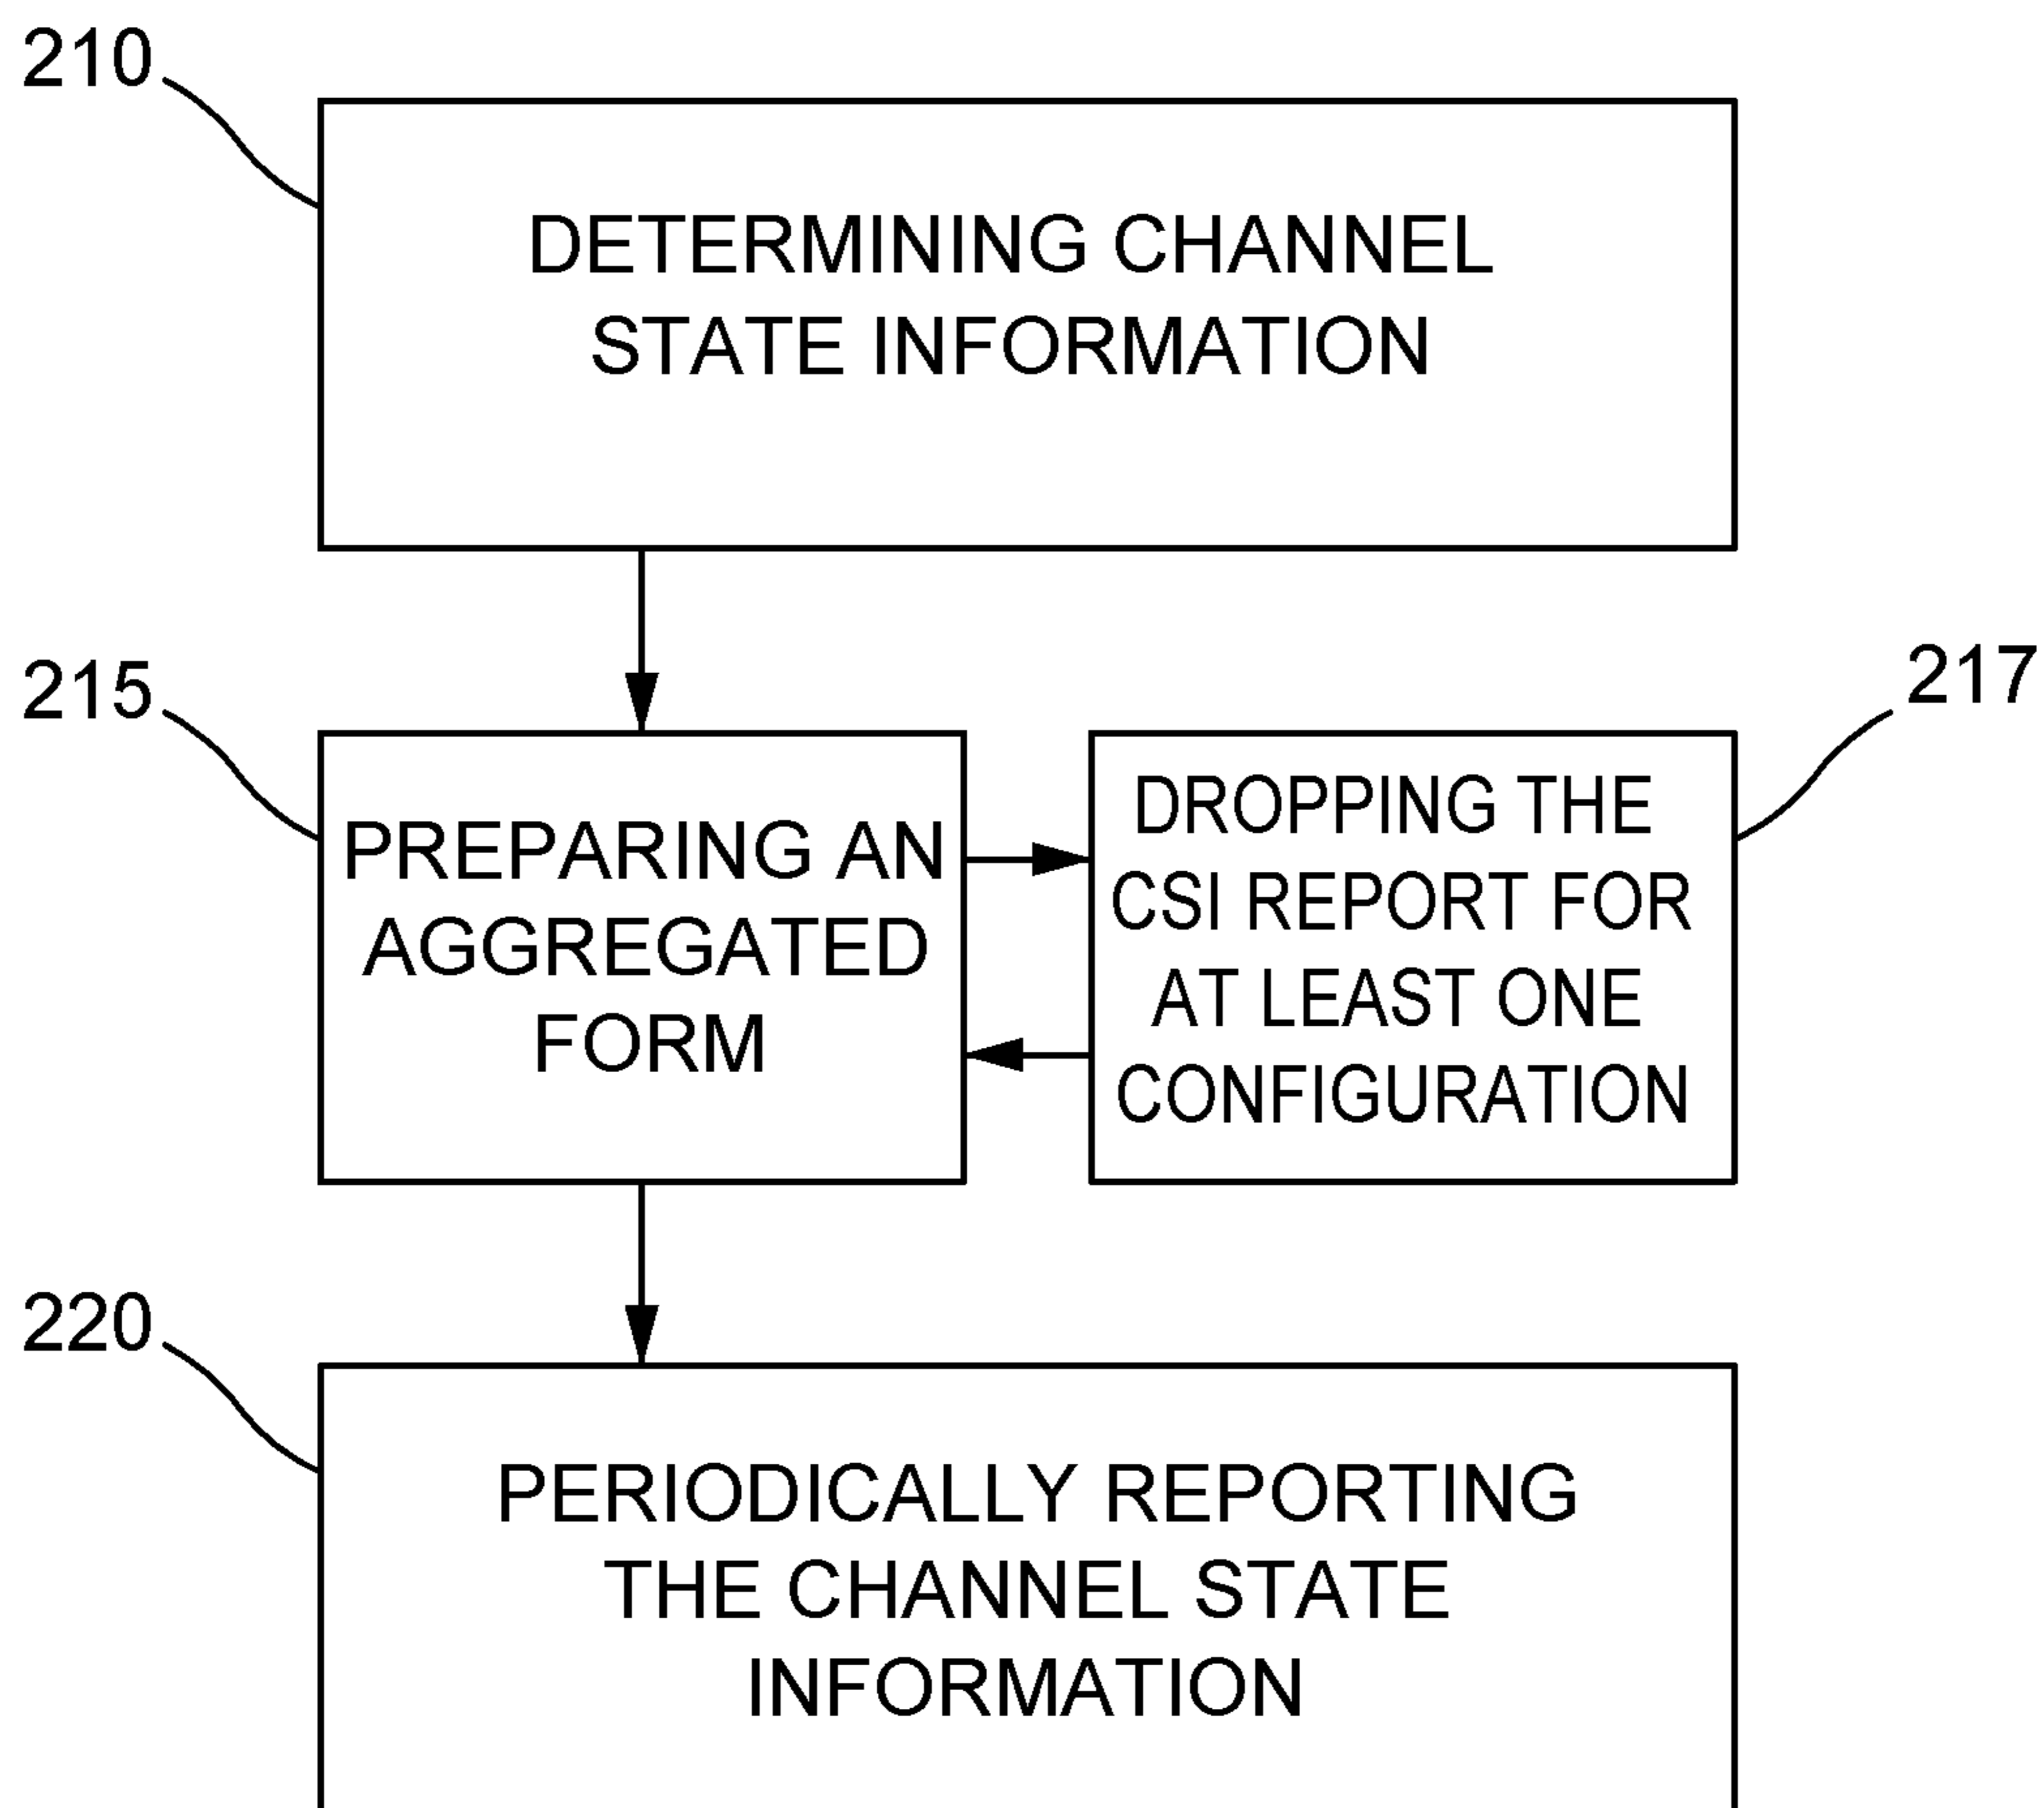 210
DETERMINING CHANNEL
STATE INFORMATION
215
PREPARING AN
AGGREGATED
FORM
217
DROPPING THE
CSI REPORT FOR
AT LEAST ONE
CONFIGURATION
220
PERIODICALLY REPORTING
THE CHANNEL STATE
INFORMATION